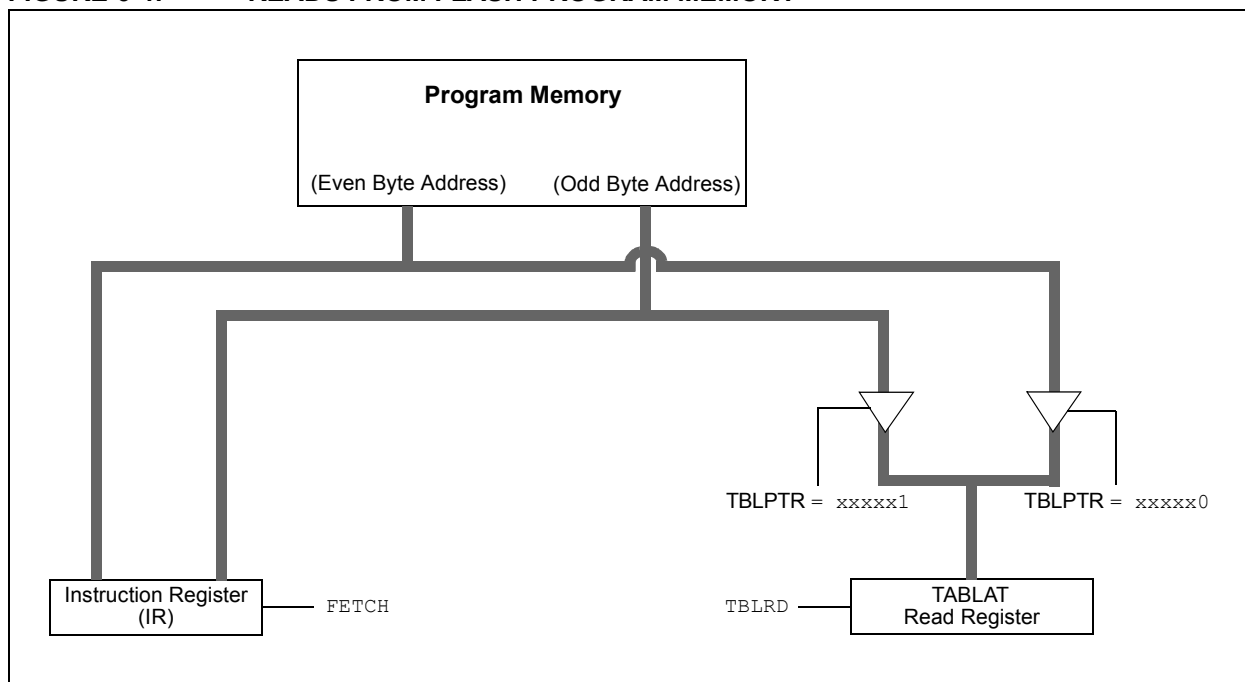 Program Memory
(Even Byte Address) (Odd Byte Address)
TBLPTR = xxxxx1 TBLPTR = xxxxx0
Instruction Register
(IR)
FETCH
TBLRD
TABLAT
Read Register